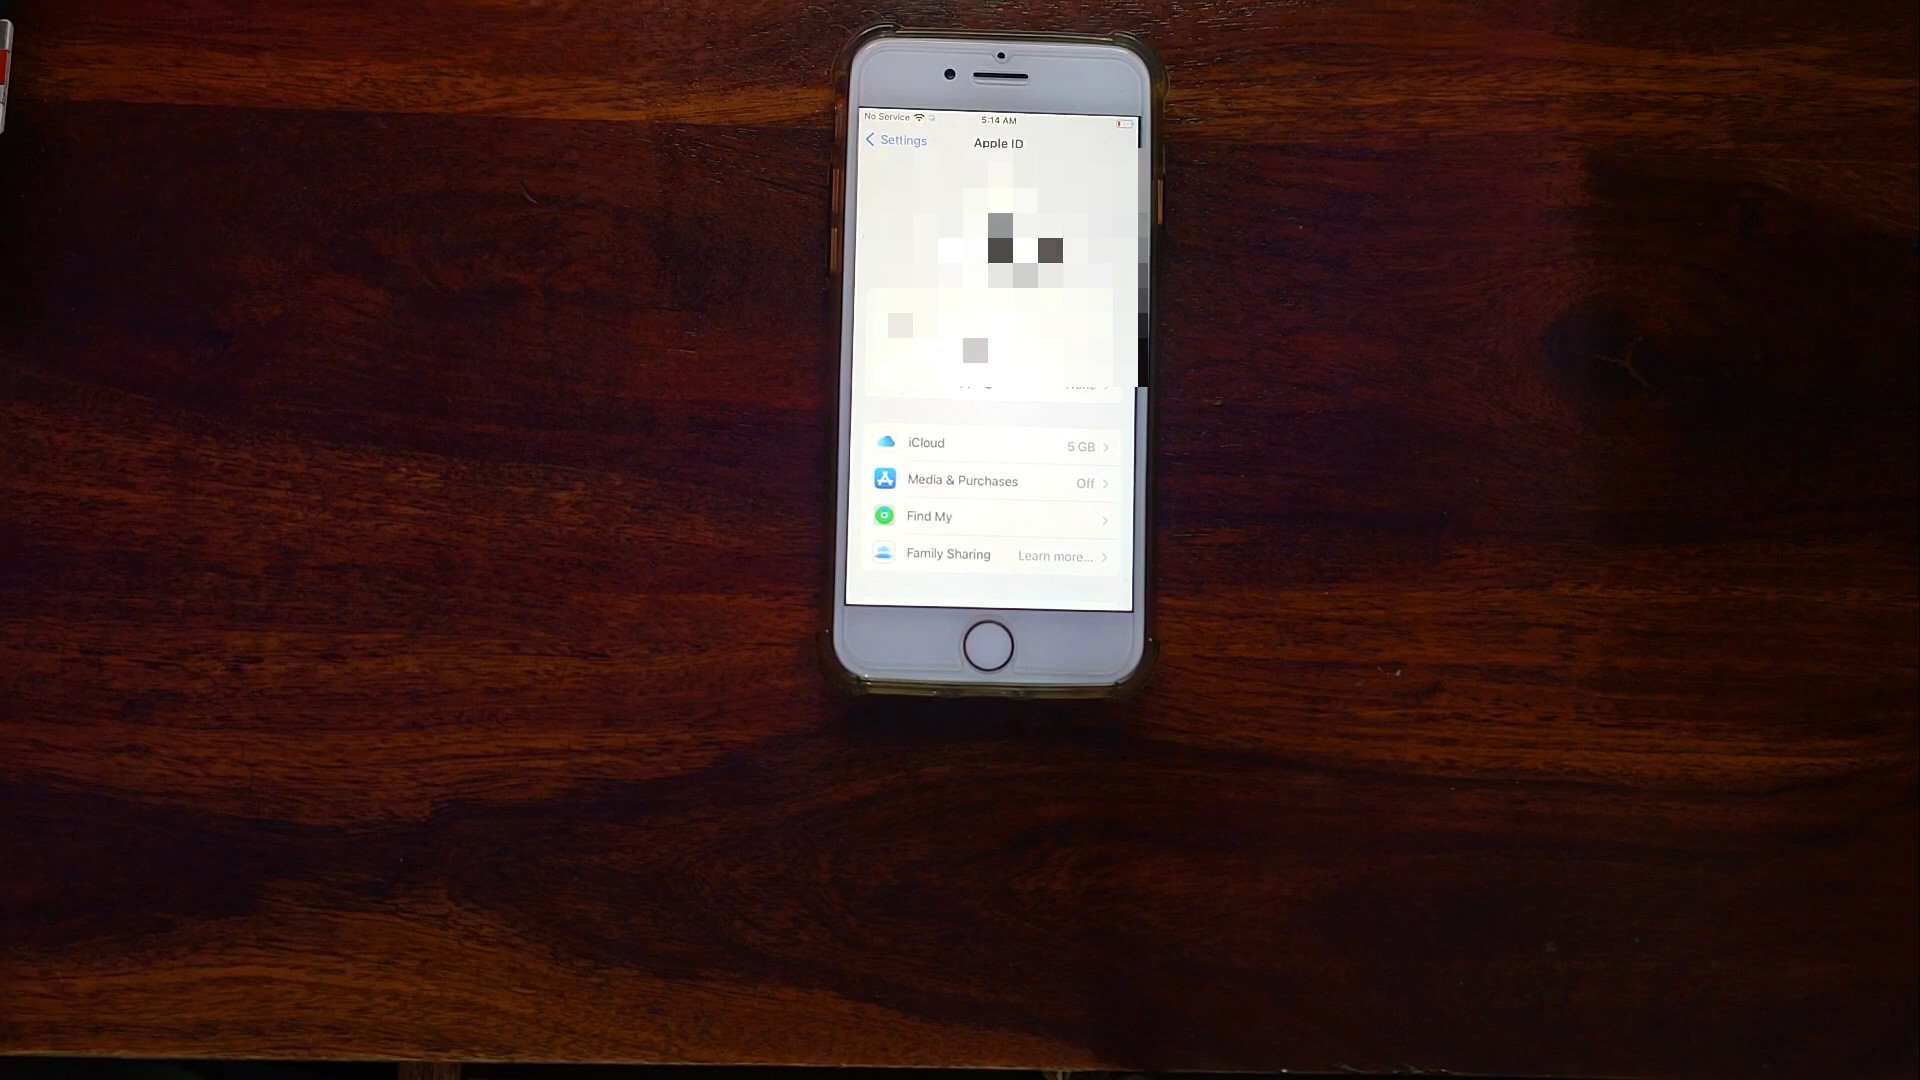 No Service 5:14 AM
Settings Apple ID
None
iCloud 5 GB
Media & Purchases Off
Find My
Family Sharing Learn more...